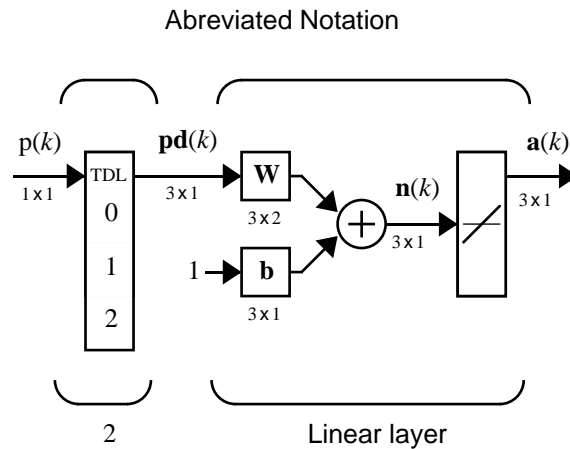 Abreviated Notation
p(k) pd(k) n(k) a(k)
TDL W
1 x 1 3 x 1 3 x 1
0 3 x 2
3 x 1
1 1 b
2 3 x 1
2 Linear layer